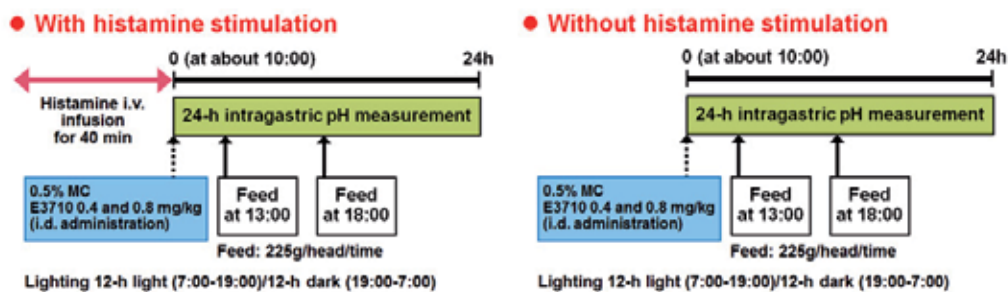 ● With histamine stimulation
0 (at about 10:00) 24h
Histamine i.v.
infusion
for 40 min
24-h intragastric pH measurement
0.5% MC
E3710 0.4 and 0.8 mg/kg
(i.d. administration)
Feed
at 13:00
Feed
at 18:00
Feed: 225g/head/time
Lighting 12-h light (7:00-19:00)/12-h dark (19:00-7:00)
● Without histamine stimulation
0 (at about 10:00) 24h
24-h intragastric pH measurement
0.5% MC
E3710 0.4 and 0.8 mg/kg
(i.d. administration)
Feed
at 13:00
Feed
at 18:00
Feed: 225g/head/time
Lighting 12-h light (7:00-19:00)/12-h dark (19:00-7:00)